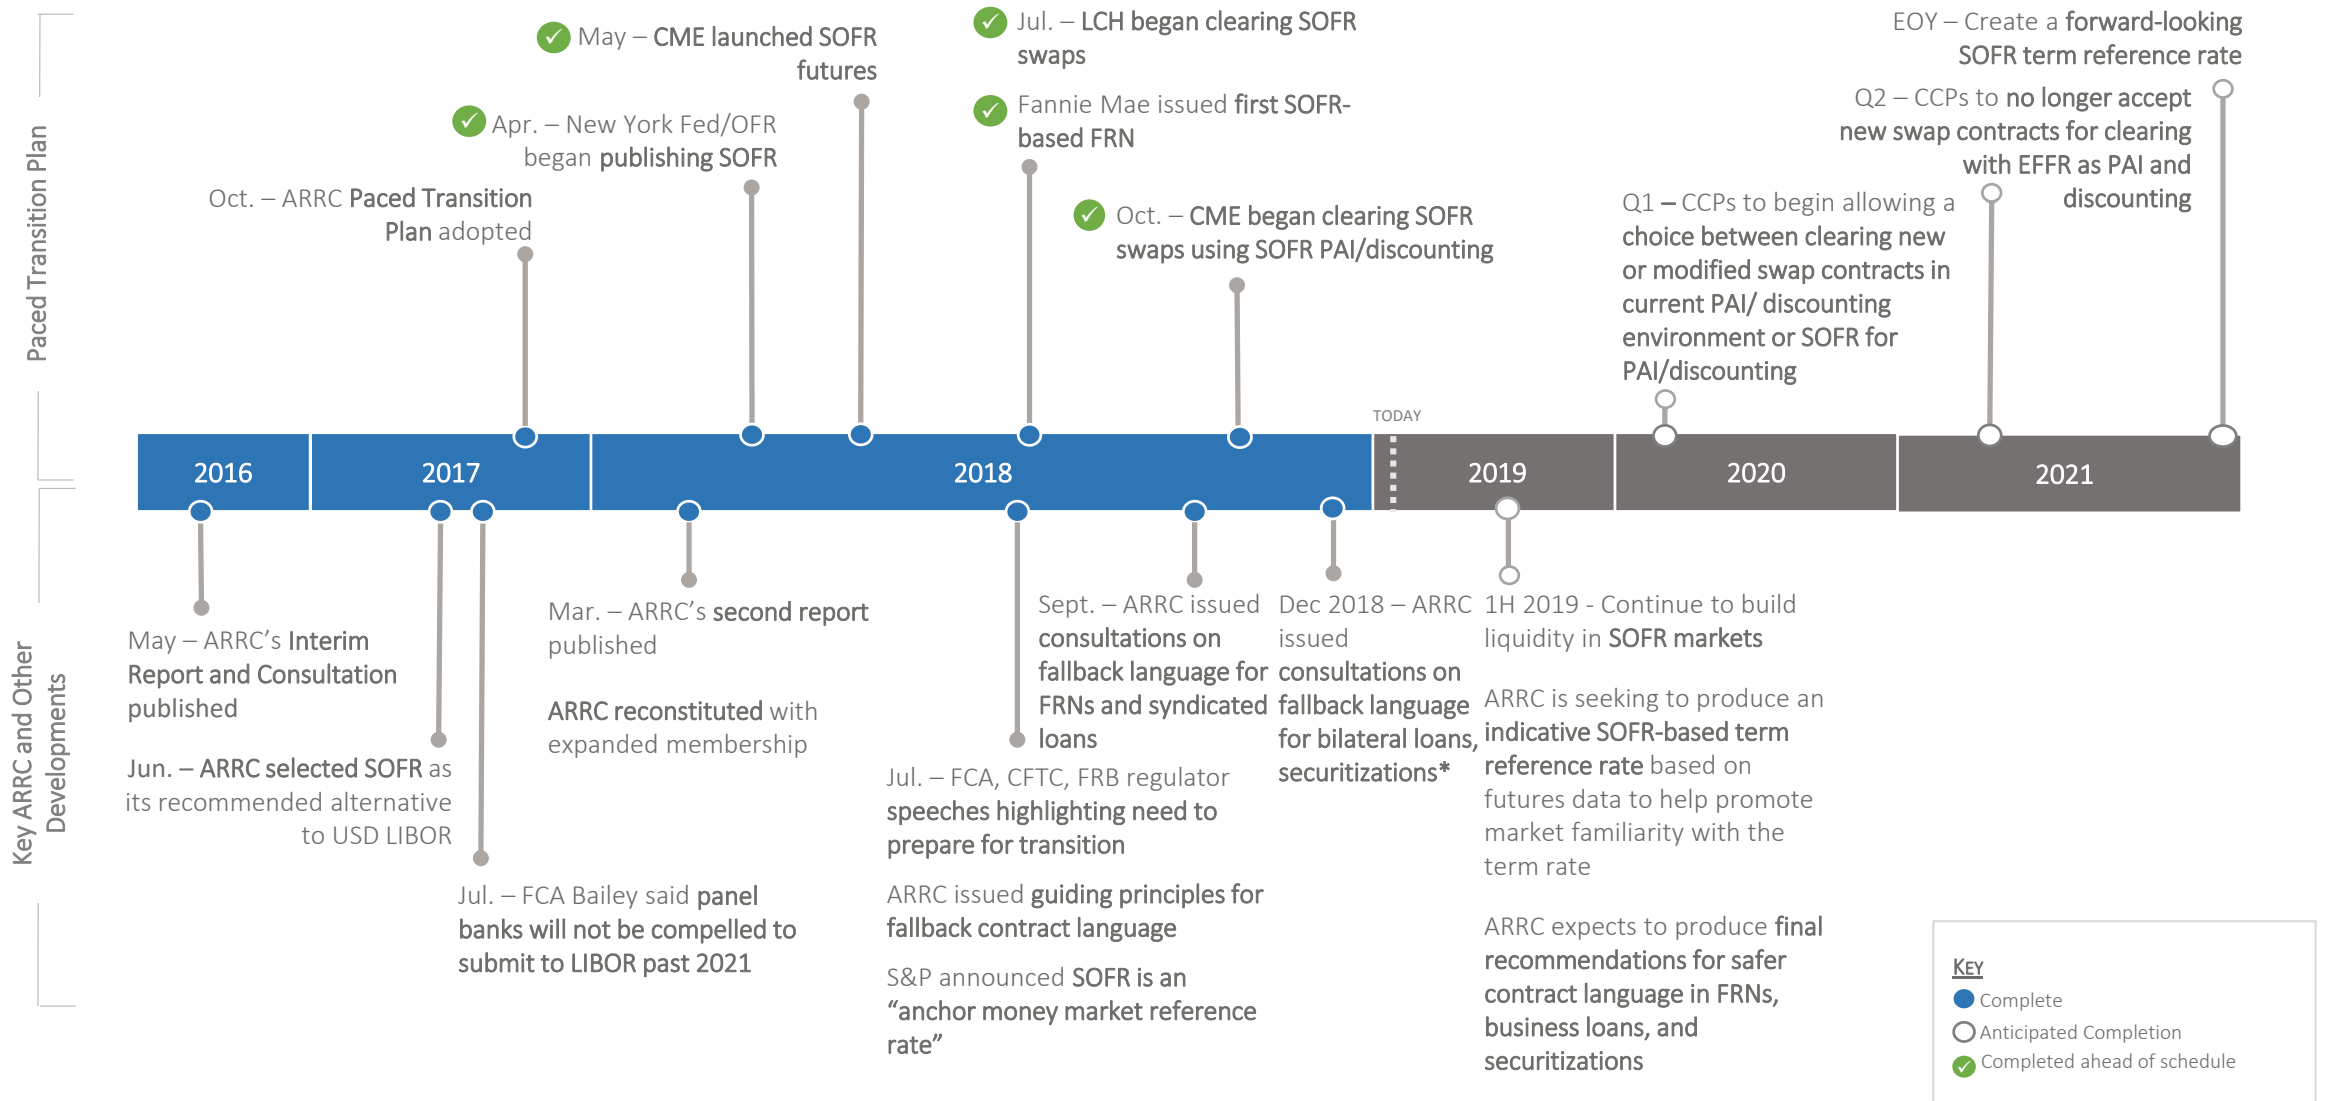 Paced Transition Plan
Oct. – ARRC Paced Transition
Plan adopted
Apr. – New York Fed/OFR
began publishing SOFR
May – CME launched SOFR
futures
Jul. – LCH began clearing SOFR
swaps
Fannie Mae issued first SOFR-
based FRN
Oct. – CME began clearing SOFR
swaps using SOFR PAI/discounting
Q1 – CCPs to begin allowing a
choice between clearing new
or modified swap contracts in
current PAI/ discounting
environment or SOFR for
PAI/discounting
Q2 – CCPs to no longer accept
new swap contracts for clearing
with EFFR as PAI and
discounting
EOY – Create a forward-looking
SOFR term reference rate
TODAY
2016
2017
2018
2019
2020
2021
Key ARRC and Other
Developments
May – ARRC’s Interim
Report and Consultation
published
Jun. – ARRC selected SOFR as
its recommended alternative
to USD LIBOR
Jul. – FCA Bailey said panel
banks will not be compelled to
submit to LIBOR past 2021
Mar. – ARRC’s second report
published
ARRC reconstituted with
expanded membership
Jul. – FCA, CFTC, FRB regulator
speeches highlighting need to
prepare for transition
ARRC issued guiding principles for
fallback contract language
S&P announced SOFR is an
“anchor money market reference
rate”
Sept. – ARRC issued
consultations on
fallback language for
FRNs and syndicated
loans
Dec 2018 – ARRC
issued
consultations on
fallback language
for bilateral loans,
securitizations*
1H 2019 - Continue to build
liquidity in SOFR markets
ARRC is seeking to produce an
indicative SOFR-based term
reference rate based on
futures data to help promote
market familiarity with the
term rate
ARRC expects to produce final
recommendations for safer
contract language in FRNs,
business loans, and
securitizations
KEY
Complete
Anticipated Completion
Completed ahead of schedule